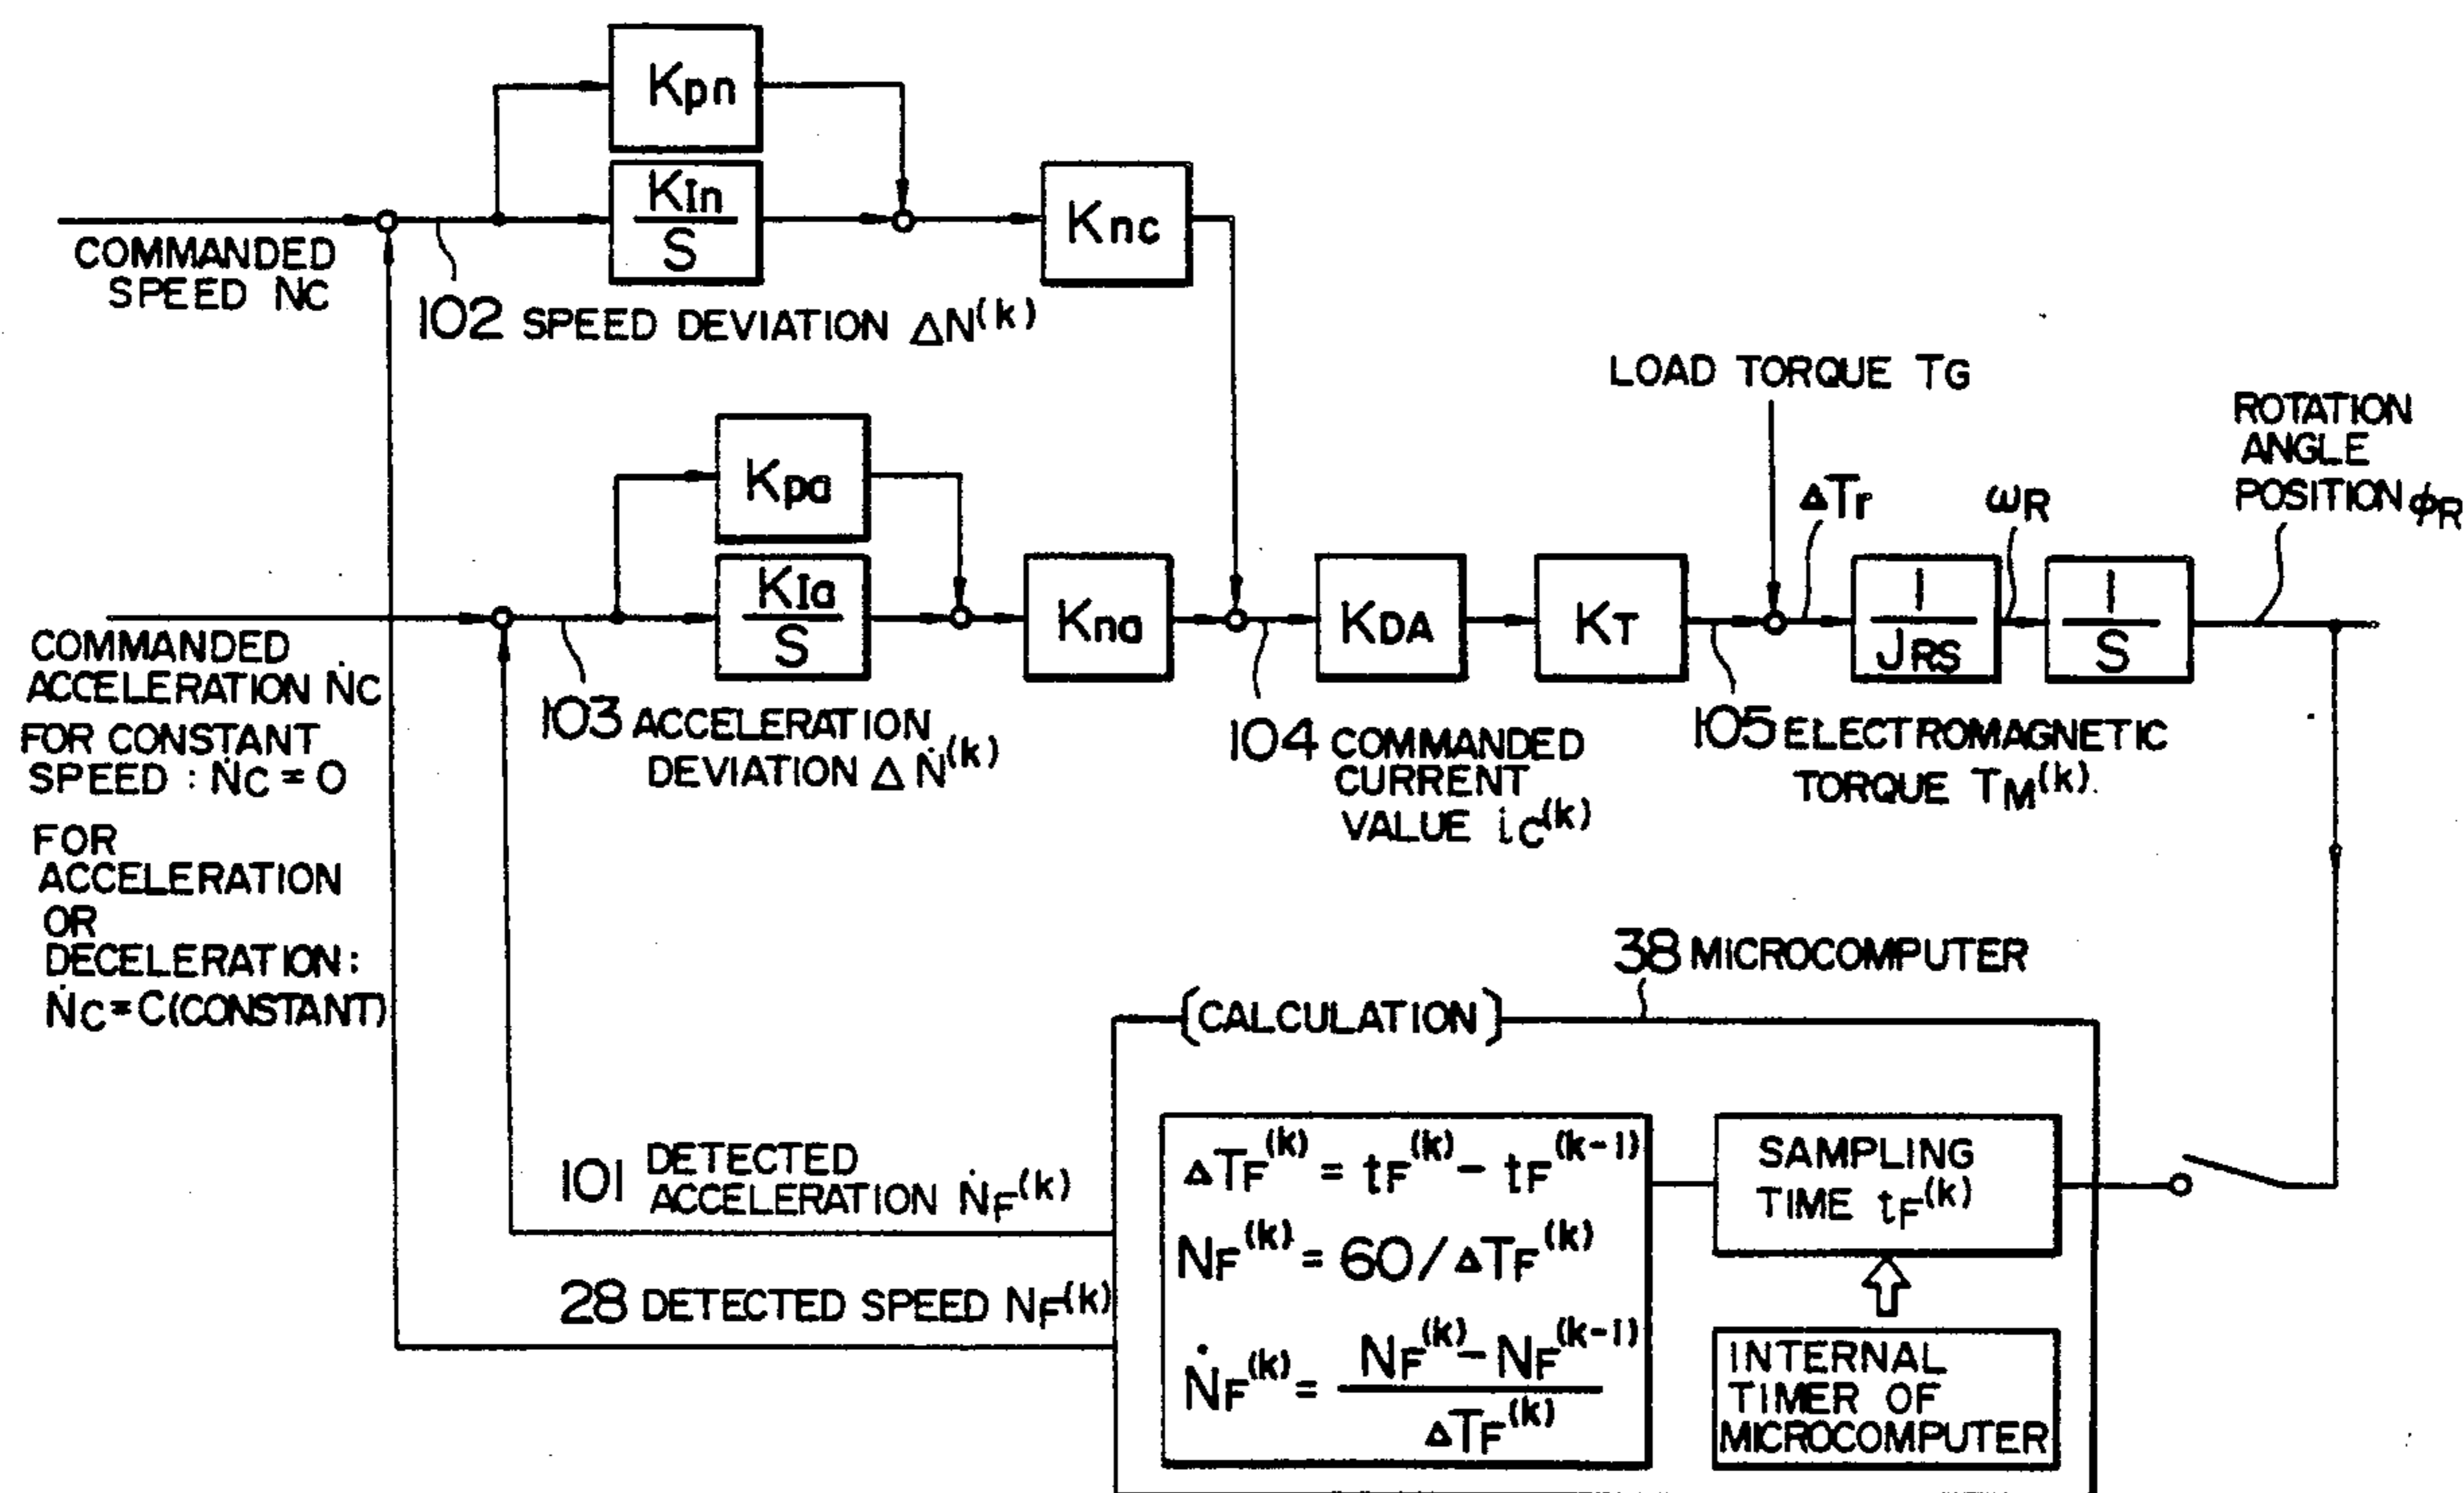 Kpn
KIn
S
Knc
COMMANDED
SPEED NC
102 SPEED DEVIATION ΔN(k)
LOAD TORQUE TG
ROTATION
ANGLE
POSITION ϕR
Kpa
KIa
S
Kna
KDA
KT
ΔTr
1
JRS
ωR
1
S
COMMANDED
ACCELERATION ṄC
FOR CONSTANT
SPEED : ṄC = 0
FOR
ACCELERATION
OR
DECELERATION:
ṄC = C(CONSTANT)
103 ACCELERATION
DEVIATION Δ Ṅ(k)
104 COMMANDED
CURRENT
VALUE iC(k)
105 ELECTROMAGNETIC
TORQUE TM(k)
38 MICROCOMPUTER
{CALCULATION}
101 DETECTED
ACCELERATION ṄF(k)
28 DETECTED SPEED NF(k)
ΔTF(k) = tF(k) - tF(k-1)
NF(k) = 60/ΔTF(k)
ṄF(k) = NF(k) - NF(k-1)
ΔTF(k)
SAMPLING
TIME tF(k)
INTERNAL
TIMER OF
MICROCOMPUTER